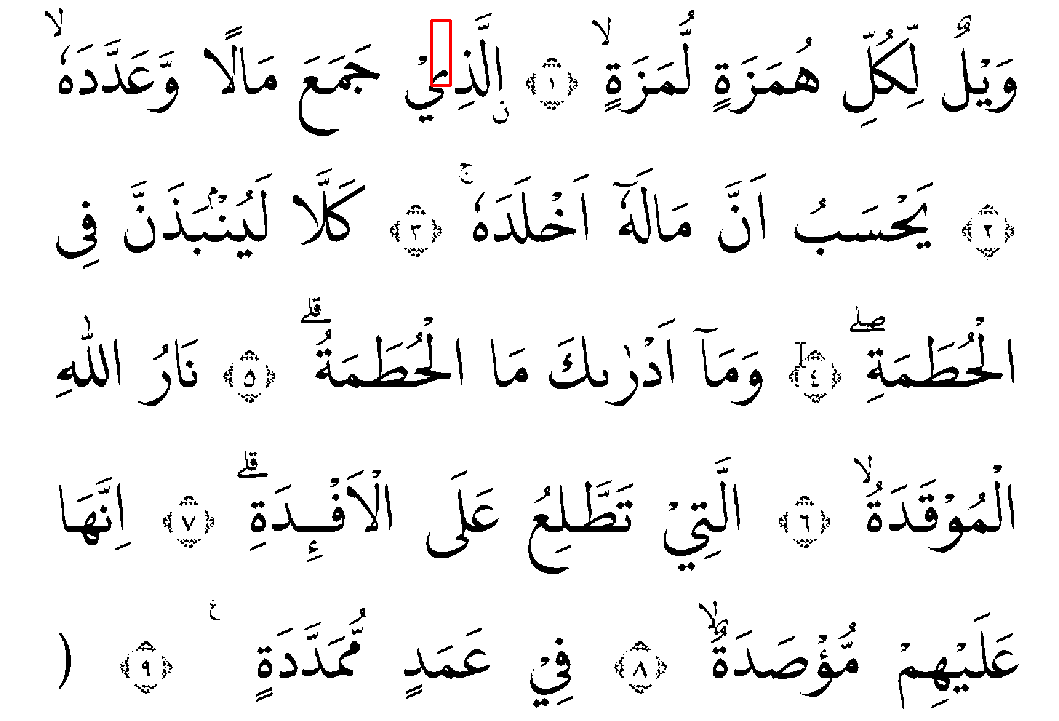 وَيْلٌ لِّكُلِّ هُمَزَةٍ لُّمَزَةٍۙ ۝١ ࣙالَّذِيْ جَمَعَ مَالًا وَّعَدَّدَهٗۙ
۝٢ يَحْسَبُ اَنَّ مَالَهٗٓ اَخْلَدَهٗۚ ۝٣ كَلَّا لَيُنْۢبَذَنَّ فِى
الْحُطَمَةِۖ ۝٤ وَمَآ اَدْرٰىكَ مَا الْحُطَمَةُۗ ۝٥ نَارُ اللّٰهِ
الْمُوْقَدَةُۙ ۝٦ الَّتِيْ تَطَّلِعُ عَلَى الْاَفْـِٕدَةِۗ ۝٧ اِنَّهَا
عَلَيْهِمْ مُّؤْصَدَةٌۙ ۝٨ فِيْ عَمَدٍ مُّمَدَّدَةٍ ࣖ ۝٩ (